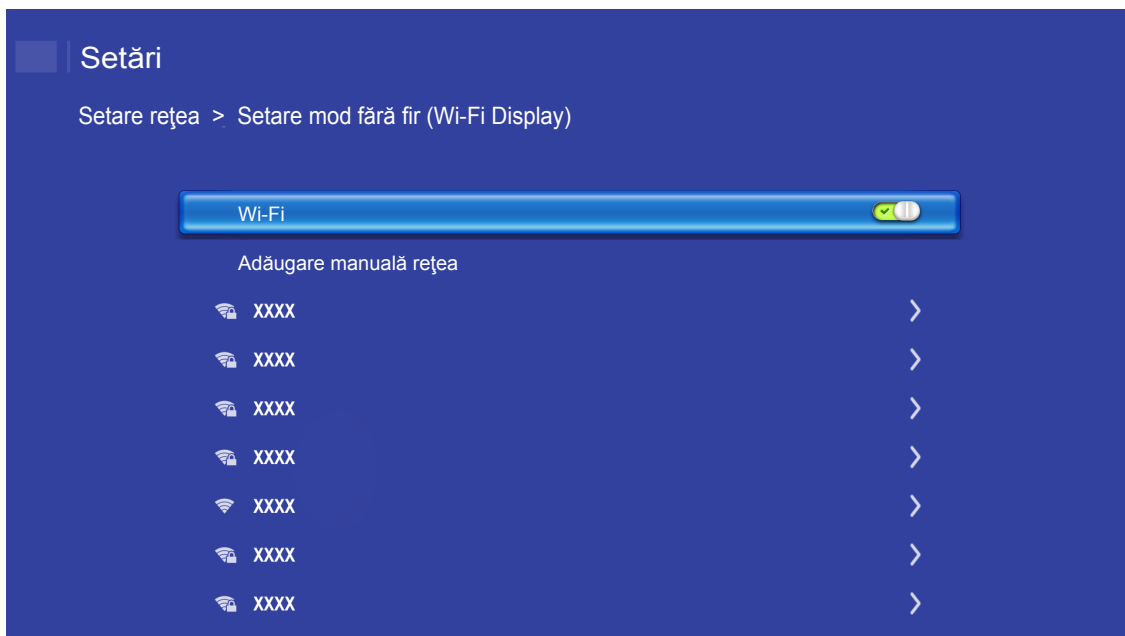 Setări
Setare reţea > Setare mod fără fir (Wi-Fi Display)
Wi-Fi
Adăugare manuală reţea
XXXX
XXXX
XXXX
XXXX
XXXX
XXXX
XXXX